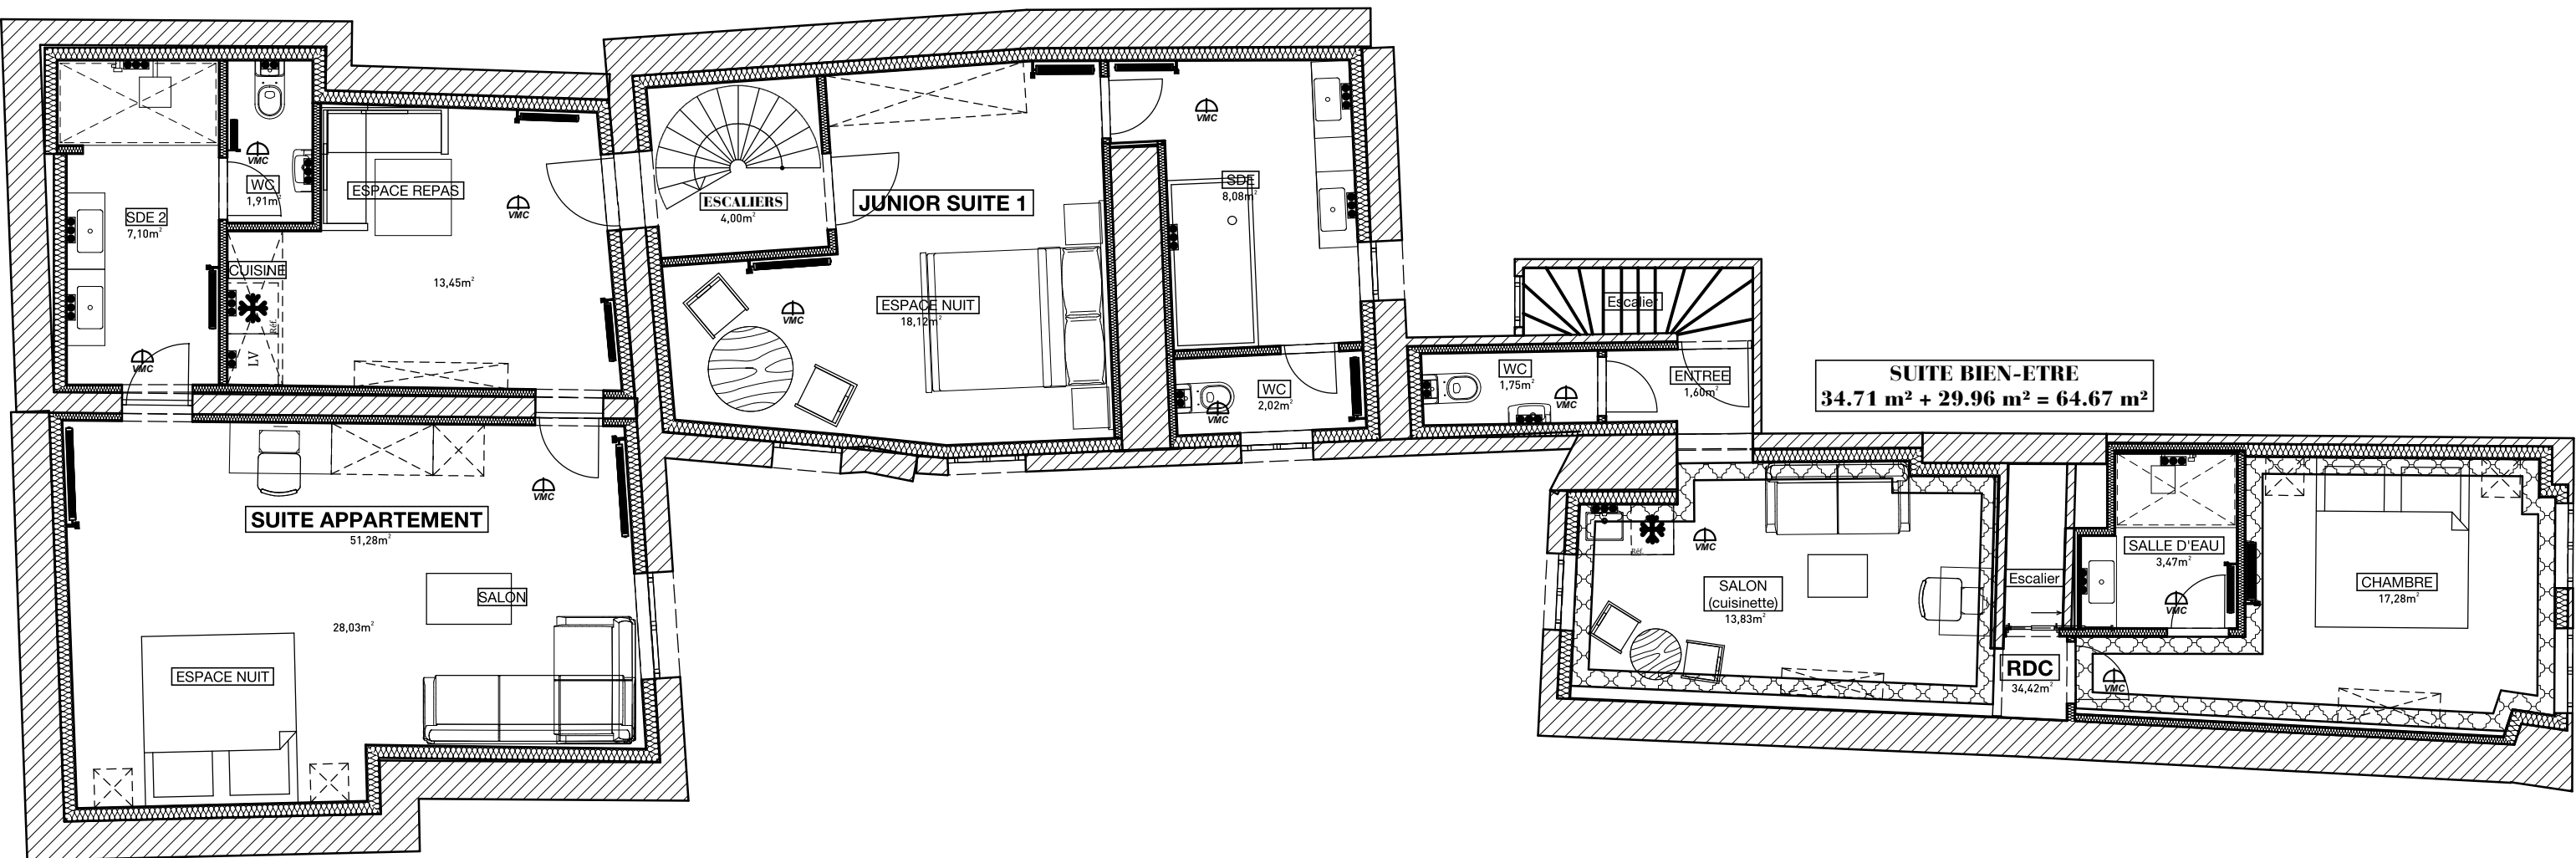 SDE 2
7,10m²
VMC
VMC
WC
1,91m²
ESPACE REPAS
VMC
CUISINE
Réf.
LV
13,45m²
ESCALIERS
4,00m²
JUNIOR SUITE 1
VMC
ESPACE NUIT
18,12m²
VMC
SDE
8,08m²
WC
2,02m²
VMC
WC
1,75m²
VMC
Escalier
ENTREE
1,60m²
SUITE BIEN-ETRE
34.71 m² + 29.96 m² = 64.67 m²
SUITE APPARTEMENT
51,28m²
VMC
SALON
28,03m²
ESPACE NUIT
Réf.
VMC
SALON
(cuisinette)
13,83m²
Escalier
RDC
34,42m²
SALLE D'EAU
3,47m²
VMC
VMC
CHAMBRE
17,28m²